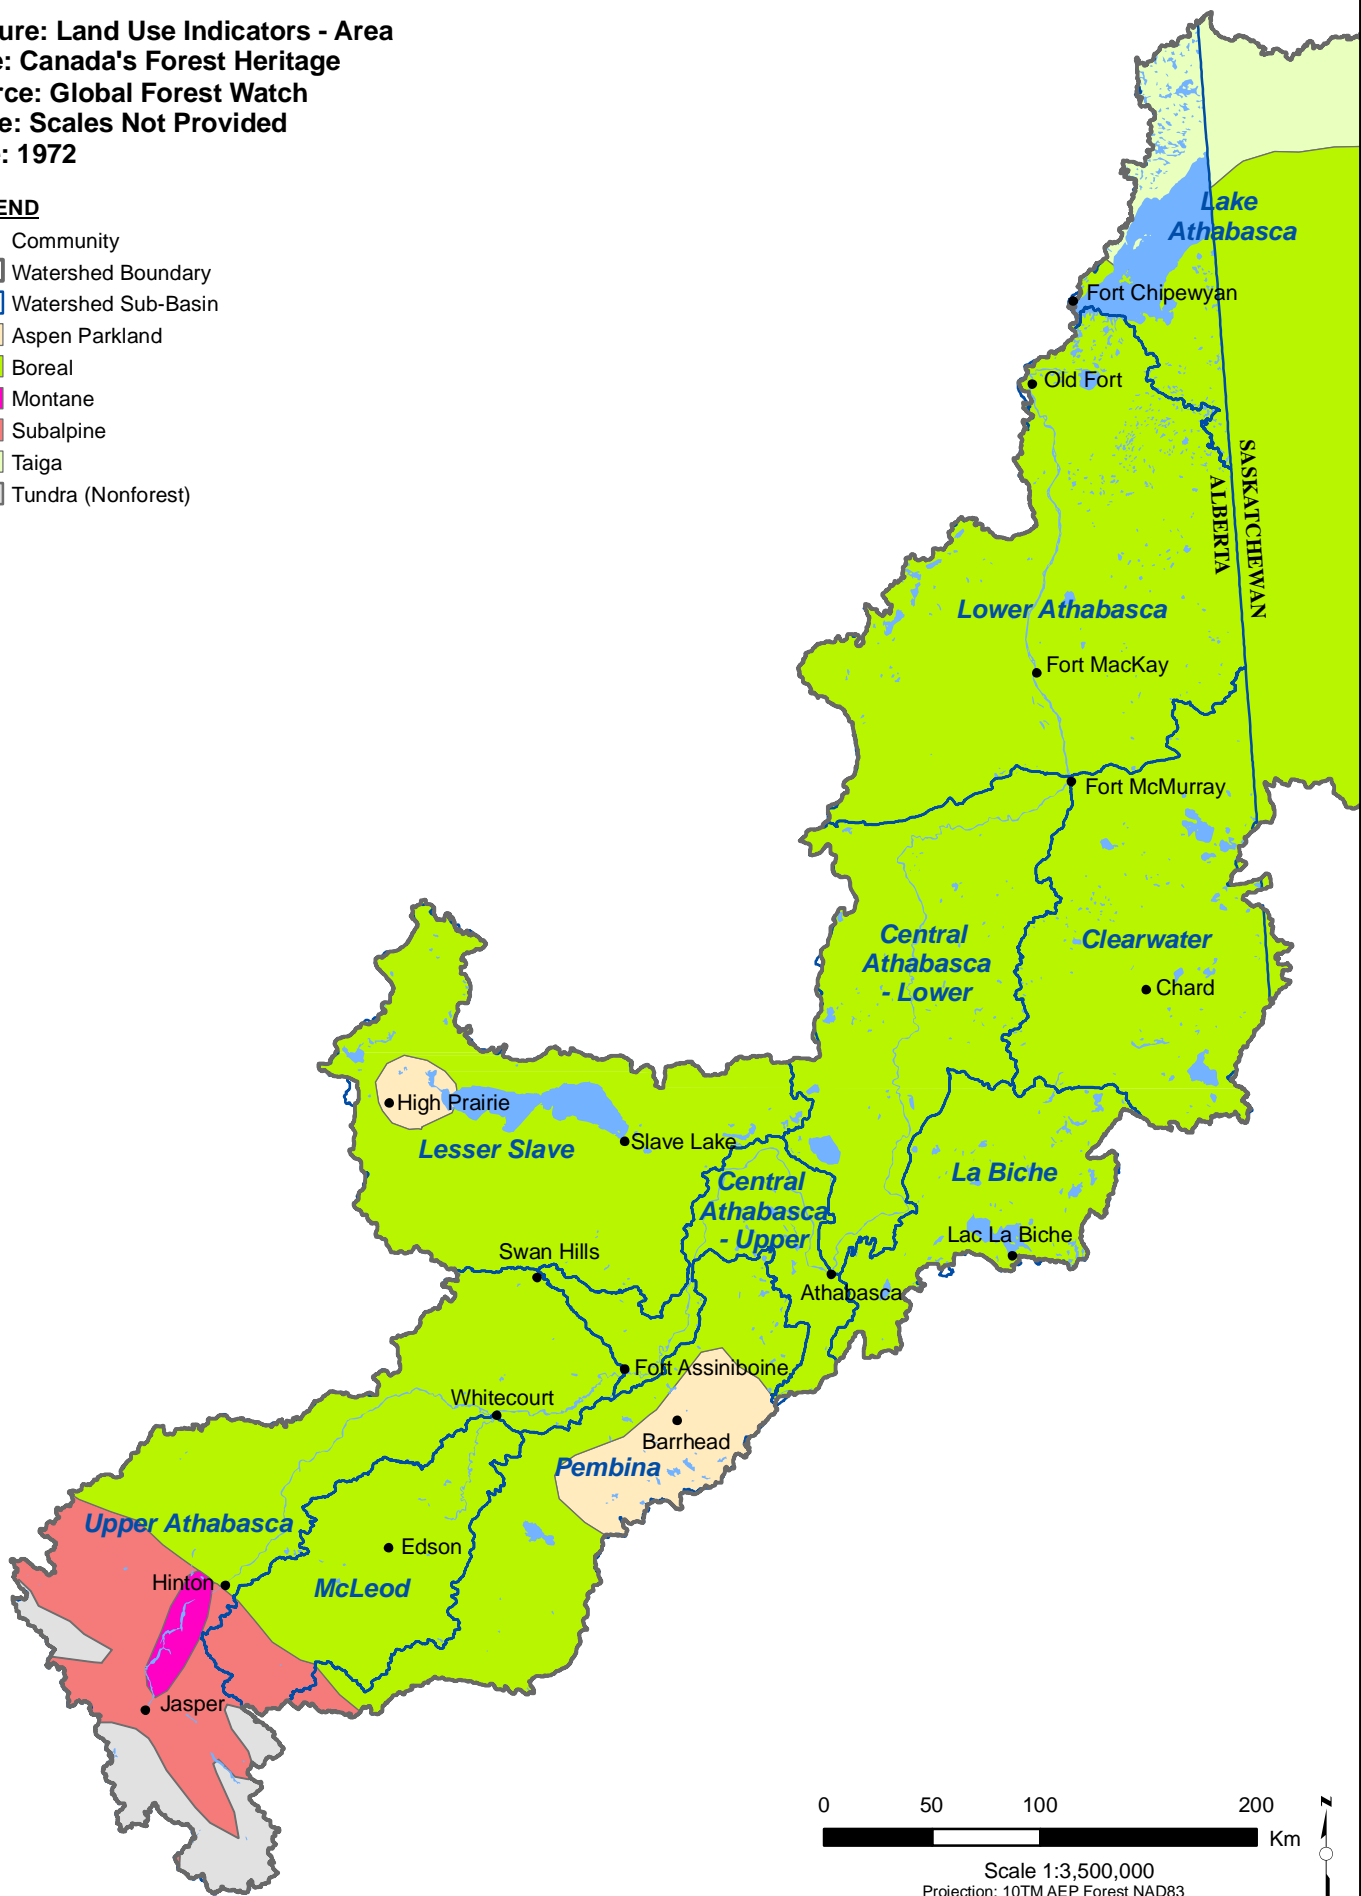 ure: Land Use Indicators - Area
e: Canada's Forest Heritage
rce: Global Forest Watch
e: Scales Not Provided
: 1972
END
Community
Watershed Boundary
Watershed Sub-Basin
Aspen Parkland
Boreal
Montane
Subalpine
Taiga
Tundra (Nonforest)
Lake
Athabasca
Fort Chipewyan
Old Fort
SASKATCHEWAN
ALBERTA
Lower Athabasca
Fort MacKay
Fort McMurray
Central
Athabasca
- Lower
Clearwater
Chard
High Prairie
Lesser Slave
Slave Lake
Central
Athabasca
- Upper
La Biche
Lac La Biche
Swan Hills
Athabasca
Fort Assiniboine
Whitecourt
Barrhead
Pembina
Upper Athabasca
Edson
Hinton
McLeod
Jasper
0 50 100 200
Km
Scale 1:3,500,000
Projection: 10TM AEP Forest NAD83
N